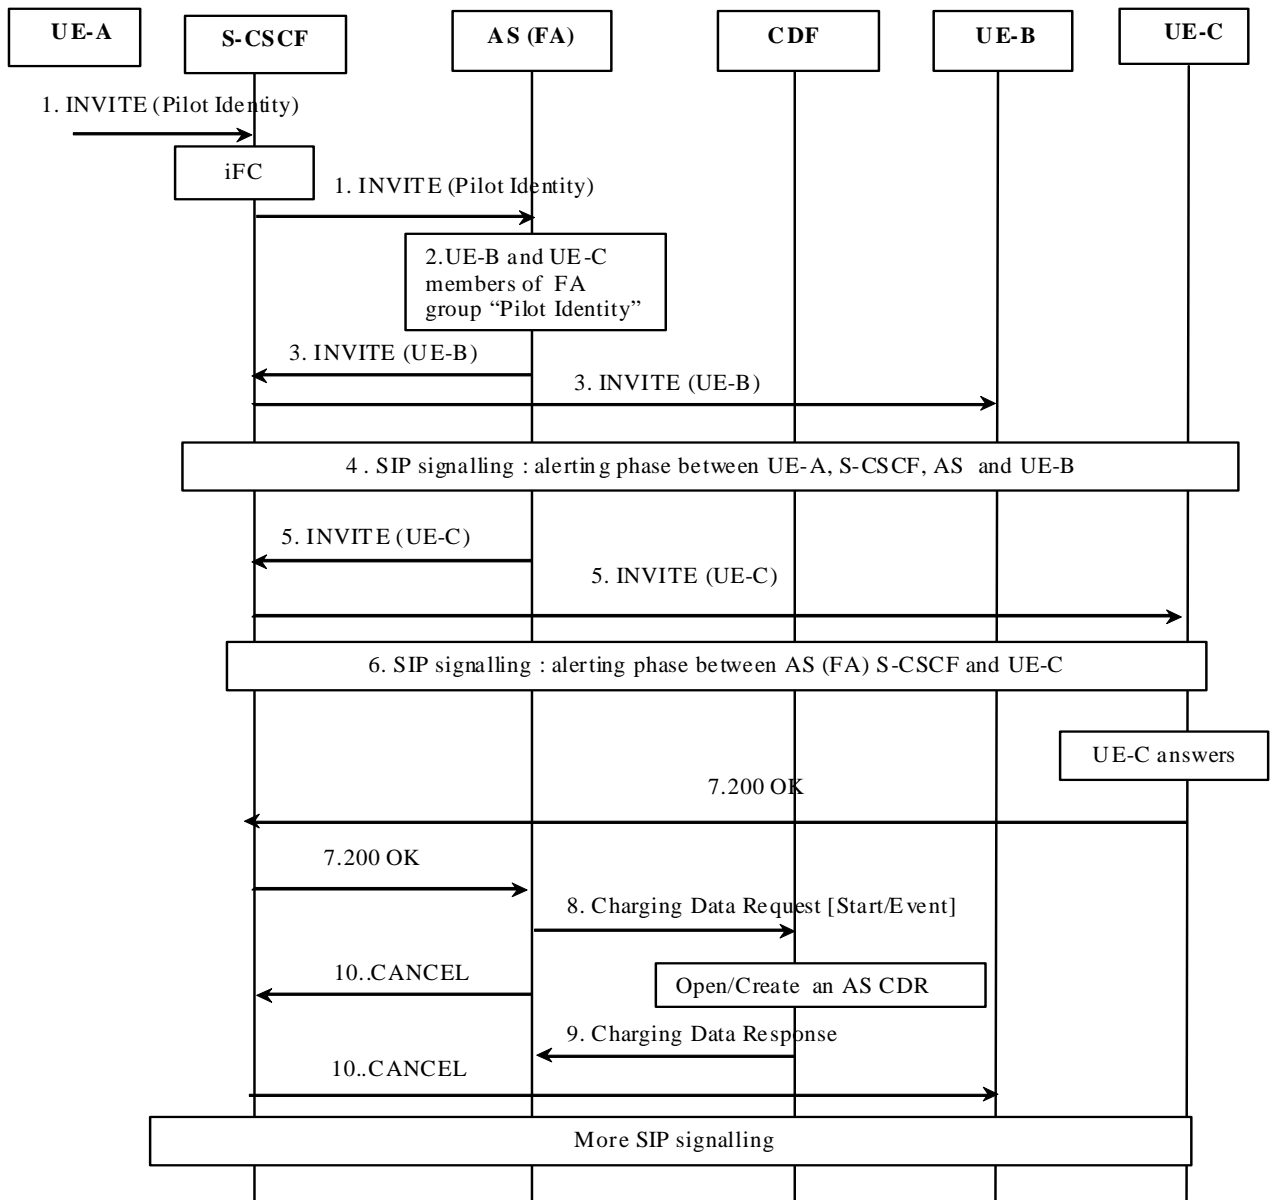 UE-A
S-CSCF
AS (FA)
CDF
UE-B
UE-C
1. INVITE (Pilot Identity)
iFC
1. INVITE (Pilot Identity)
2.UE-B and UE-C
members of FA
group “Pilot Identity”
3. INVITE (UE-B)
3. INVITE (UE-B)
4 . SIP signalling : alerting phase between UE-A, S-CSCF, AS and UE-B
5. INVITE (UE-C)
5. INVITE (UE-C)
6. SIP signalling : alerting phase between AS (FA) S-CSCF and UE-C
UE-C answers
7.200 OK
7.200 OK
8. Charging Data Request [Start/Event]
10..CANCEL
Open/Create an AS CDR
9. Charging Data Response
10..CANCEL
More SIP signalling